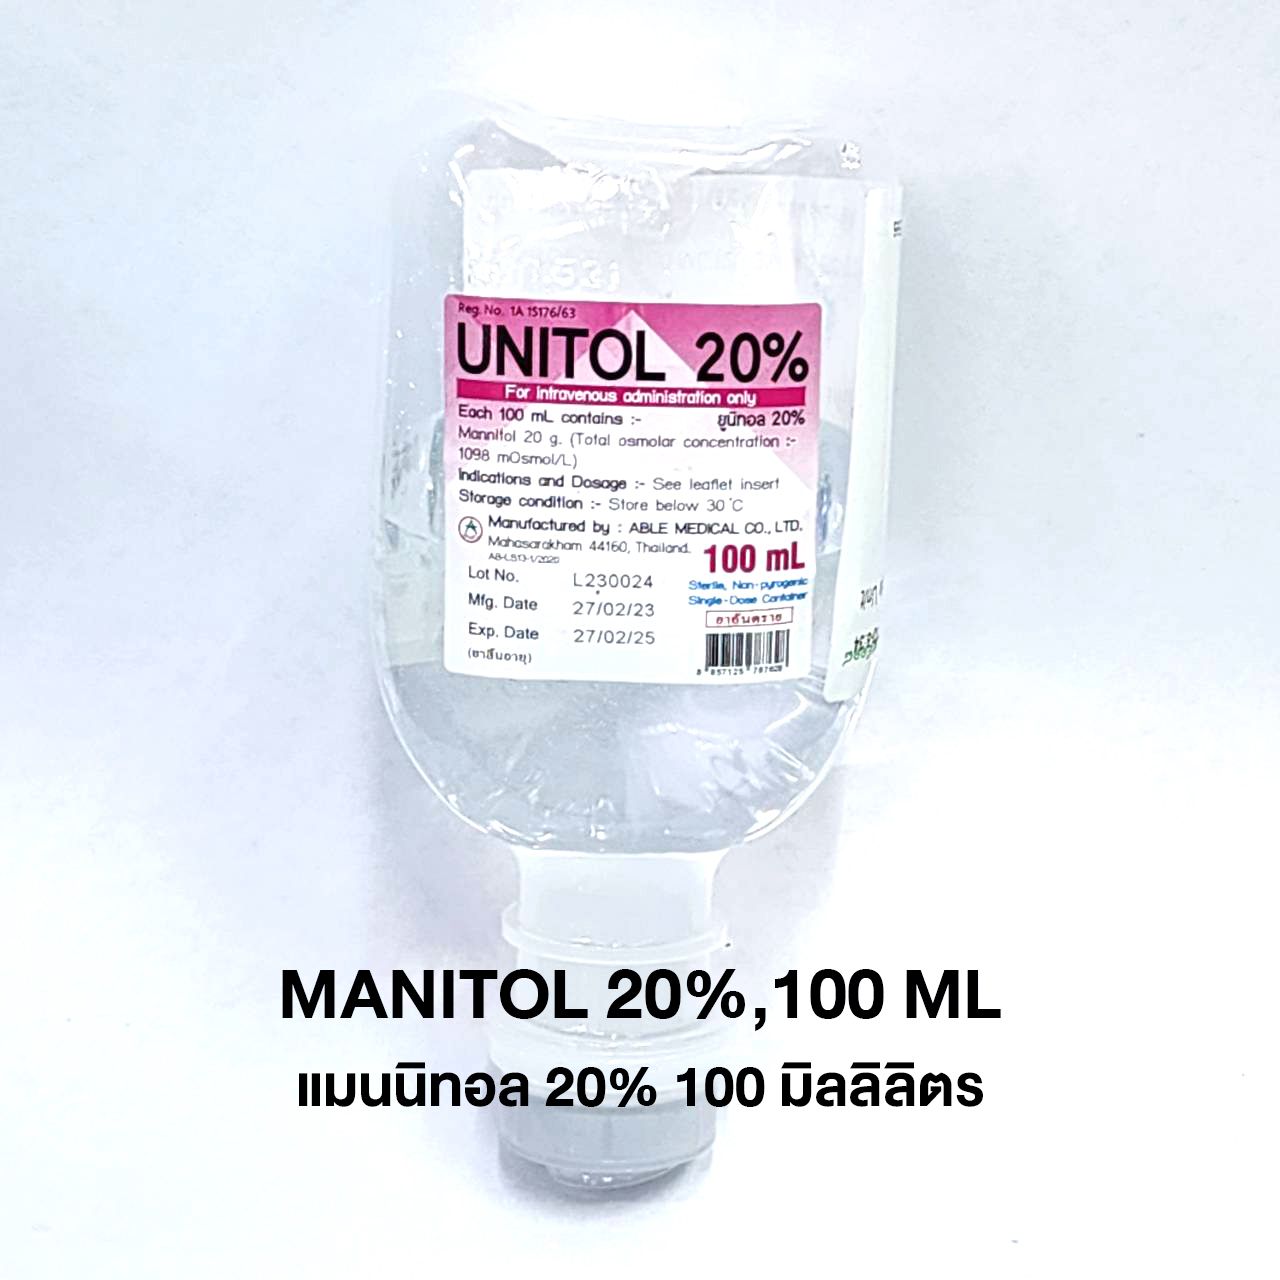 Reg. No. 1A 15176/63
UNITOL 20%
For intravenous administration only
Each 100 mL contains :- ยูนิทอล 20%
Mannitol 20 g. (Total osmolar concentration :-
1098 mOsmol/L)
Indications and Dosage :- See leaflet insert
Storage condition :- Store below 30°C
Manufactured by : ABLE MEDICAL CO., LTD.
Mahasarakham 44160, Thailand.
100 mL
Lot No. L230024
Sterile, Non-pyrogenic
Single-Dose Container
Mfg. Date 27/02/23
ยาอันตราย
Exp. Date 27/02/25
(ยาสิ้นอายุ)
MANITOL 20%,100 ML
แมนนิทอล 20% 100 มิลลิลิตร